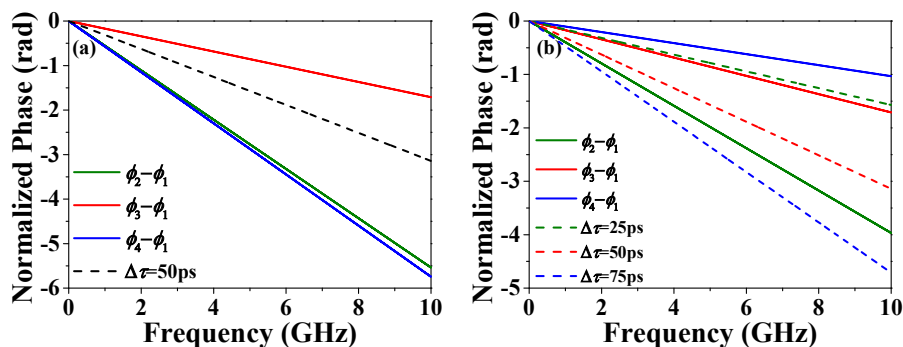 0
-1
-2
-3
-4
-5
-6
Normalized Phase (rad)
(a)
ϕ2−ϕ1
ϕ3−ϕ1
ϕ4−ϕ1
Δτ=50ps
0 2 4 6 8 10
Frequency (GHz)
0
-1
-2
-3
-4
-5
Normalized Phase (rad)
(b)
ϕ2−ϕ1
ϕ3−ϕ1
ϕ4−ϕ1
Δτ=25ps
Δτ=50ps
Δτ=75ps
0 2 4 6 8 10
Frequency (GHz)